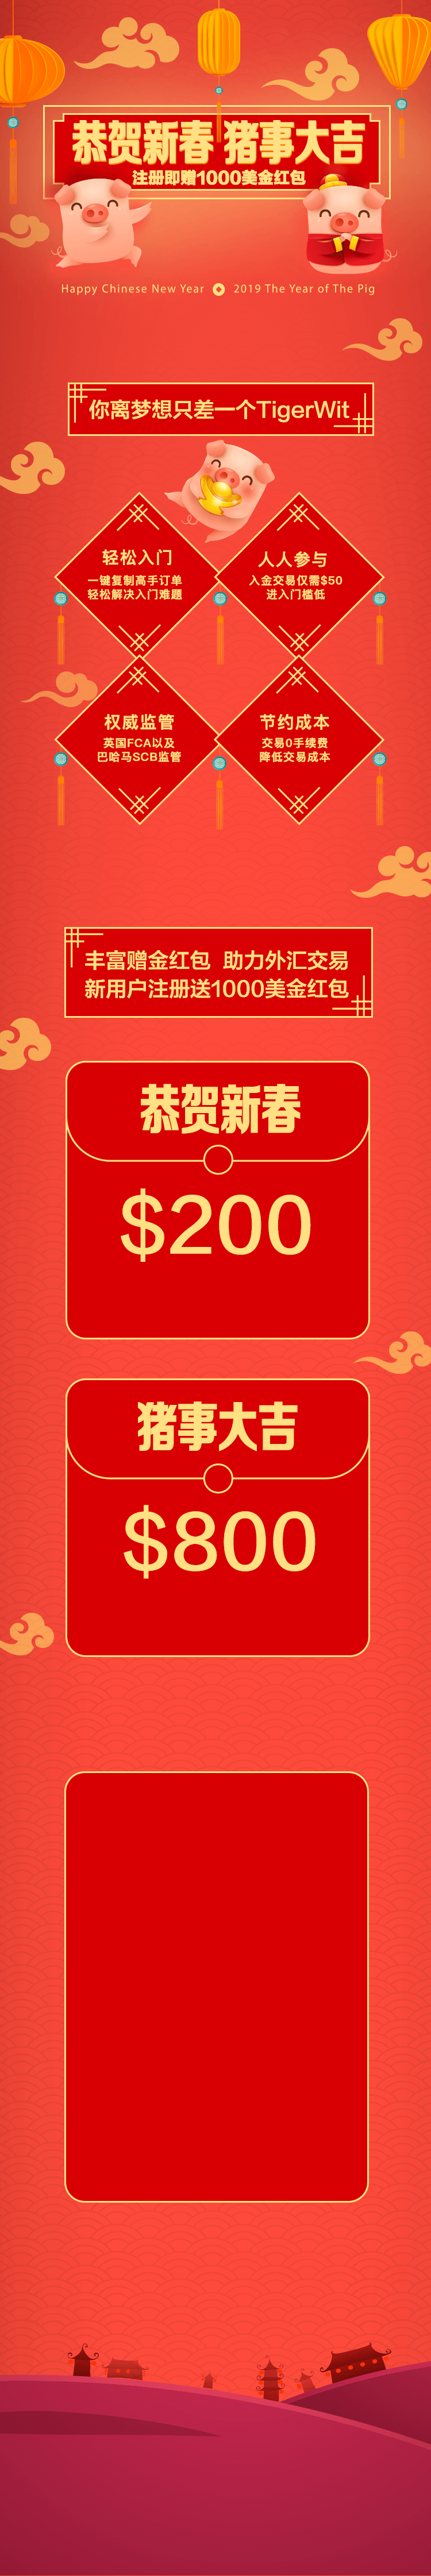 恭贺新春 猪事大吉
注册即赠1000美金红包
Happy Chinese New Year 2019 The Year of The Pig
你离梦想只差一个TigerWit
轻松入门
一键复制高手订单
轻松解决入门难题
人人参与
入金交易仅需$50
进入门槛低
权威监管
英国FCA以及
巴哈马SCB监管
节约成本
交易0手续费
降低交易成本
丰富赠金红包 助力外汇交易
新用户注册送1000美金红包
恭贺新春
$200
猪事大吉
$800